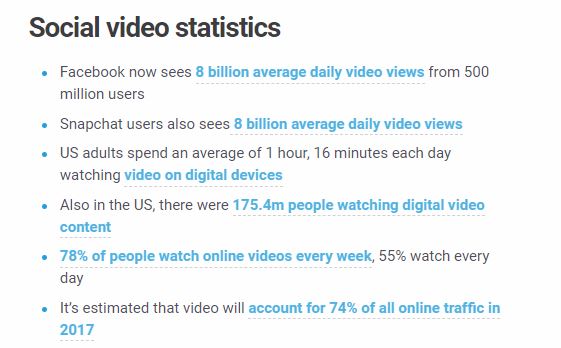 Social video statistics
Facebook now sees 8 billion average daily video views from 500
million users
Snapchat users also sees 8 billion average daily video views
US adults spend an average of 1 hour, 16 minutes each day
watching video on digital devices
Also in the US, there were 175.4m people watching digital video
content
78% of people watch online videos every week, 55% watch every
day
It's estimated that video will account for 74% of all online traffic in
2017